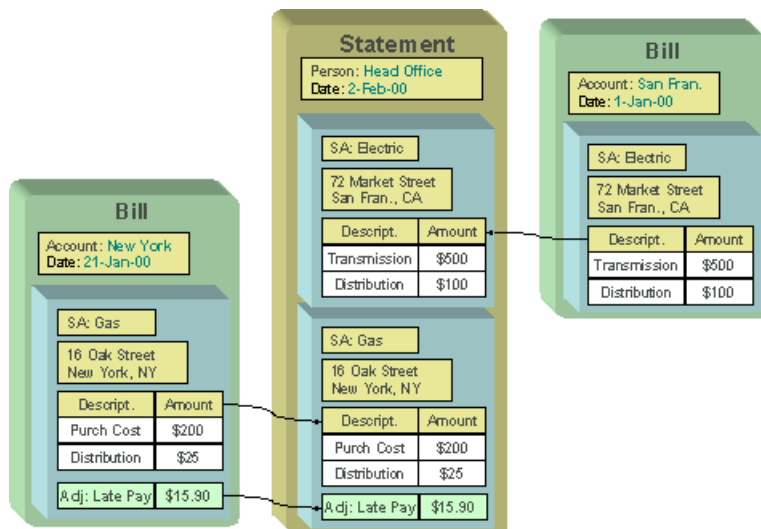 Statement
Person: Head Office
Date: 2-Feb-00
SA: Electric
72 Market Street
San Fran., CA
Descript. Amount
Transmission $500
Distribution $100
SA: Gas
16 Oak Street
New York, NY
Descript. Amount
Purch Cost $200
Distribution $25
Adj: Late Pay $15.90
Bill
Account: San Fran.
Date: 1-Jan-00
SA: Electric
72 Market Street
San Fran., CA
Descript. Amount
Transmission $500
Distribution $100
Bill
Account: New York
Date: 21-Jan-00
SA: Gas
16 Oak Street
New York, NY
Descript. Amount
Purch Cost $200
Distribution $25
Adj: Late Pay $15.90